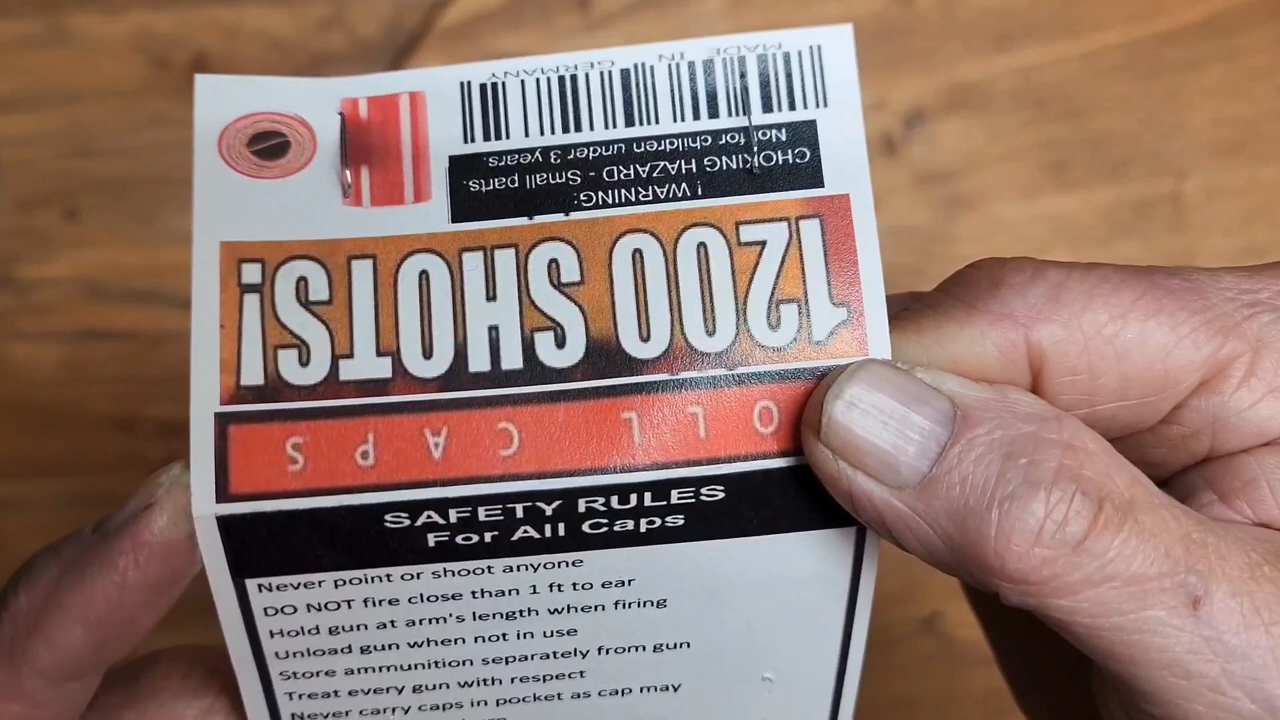 MADE IN GERMANY
! WARNING:
CHOKING HAZARD - Small parts.
Not for children under 3 years.
1200 SHOTS!
OLL CAPS
SAFETY RULES
For All Caps
Never point or shoot anyone
DO NOT fire close than 1 ft to ear
Hold gun at arm's length when firing
Unload gun when not in use
Store ammunition separately from gun
Treat every gun with respect
Never carry caps in pocket as cap may